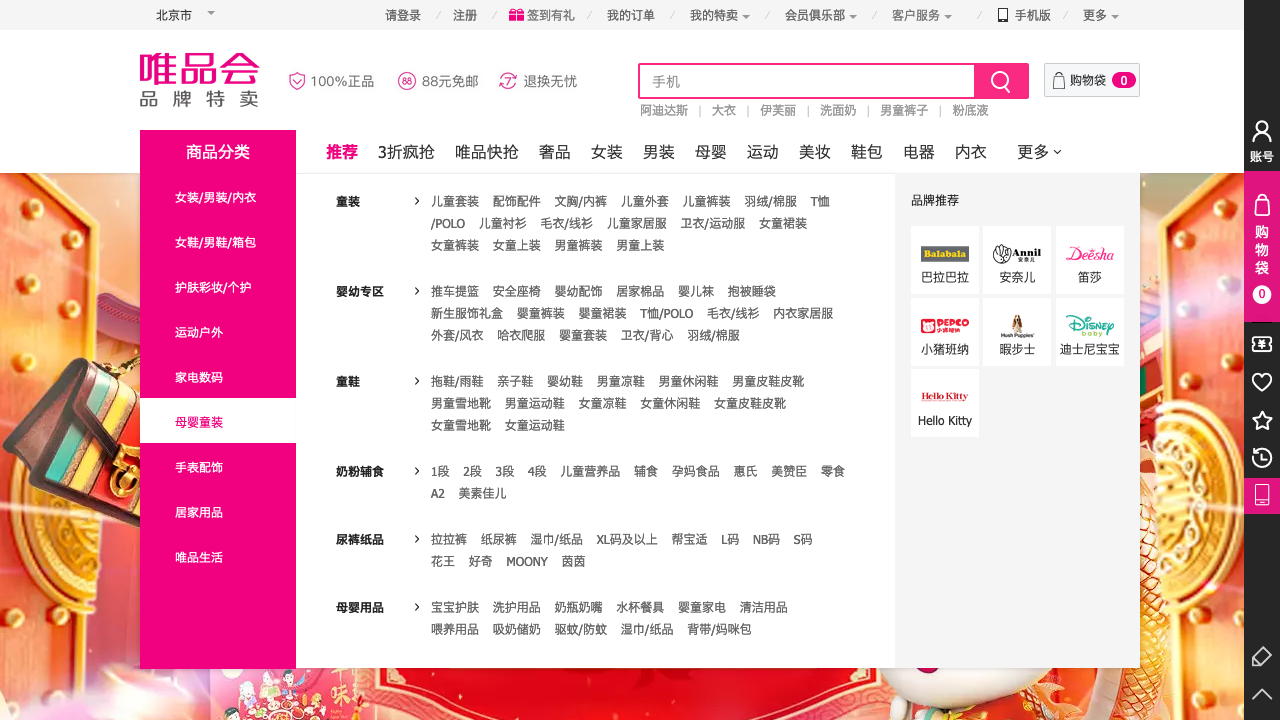 北京市 请登录 注册 签到有礼 我的订单 我的特卖 会员俱乐部 客户服务 手机版 更多
唯品会
品牌特卖
100%正品 88 88元免邮 7 退换无忧 手机 购物袋 0
阿迪达斯 | 大衣 | 伊芙丽 | 洗面奶 | 男童裤子 | 粉底液
商品分类 推荐 3折疯抢 唯品快抢 奢品 女装 男装 母婴 运动 美妆 鞋包 电器 内衣 更多
账号
购物袋
0
女装/男装/内衣
女鞋/男鞋/箱包
护肤彩妆/个护
运动户外
家电数码
母婴童装
手表配饰
居家用品
唯品生活
童装 儿童套装 配饰配件 文胸/内裤 儿童外套 儿童裤装 羽绒/棉服 T恤
/POLO 儿童衬衫 毛衣/线衫 儿童家居服 卫衣/运动服 女童裙装
女童裤装 女童上装 男童裤装 男童上装
婴幼专区 推车提篮 安全座椅 婴幼配饰 居家棉品 婴儿袜 抱被睡袋
新生服饰礼盒 婴童裤装 婴童裙装 T恤/POLO 毛衣/线衫 内衣家居服
外套/风衣 哈衣爬服 婴童套装 卫衣/背心 羽绒/棉服
童鞋 拖鞋/雨鞋 亲子鞋 婴幼鞋 男童凉鞋 男童休闲鞋 男童皮鞋皮靴
男童雪地靴 男童运动鞋 女童凉鞋 女童休闲鞋 女童皮鞋皮靴
女童雪地靴 女童运动鞋
奶粉辅食 1段 2段 3段 4段 儿童营养品 辅食 孕妈食品 惠氏 美赞臣 零食
A2 美素佳儿
尿裤纸品 拉拉裤 纸尿裤 湿巾/纸品 XL码及以上 帮宝适 L码 NB码 S码
花王 好奇 MOONY 茵茵
母婴用品 宝宝护肤 洗护用品 奶瓶奶嘴 水杯餐具 婴童家电 清洁用品
喂养用品 吸奶储奶 驱蚊/防蚊 湿巾/纸品 背带/妈咪包
品牌推荐
Balabala Annil 安奈儿 Deesha
巴拉巴拉 安奈儿 笛莎
PEPCO 小猪班纳 Hush Puppies Disney baby
小猪班纳 暇步士 迪士尼宝宝
Hello Kitty
Hello Kitty